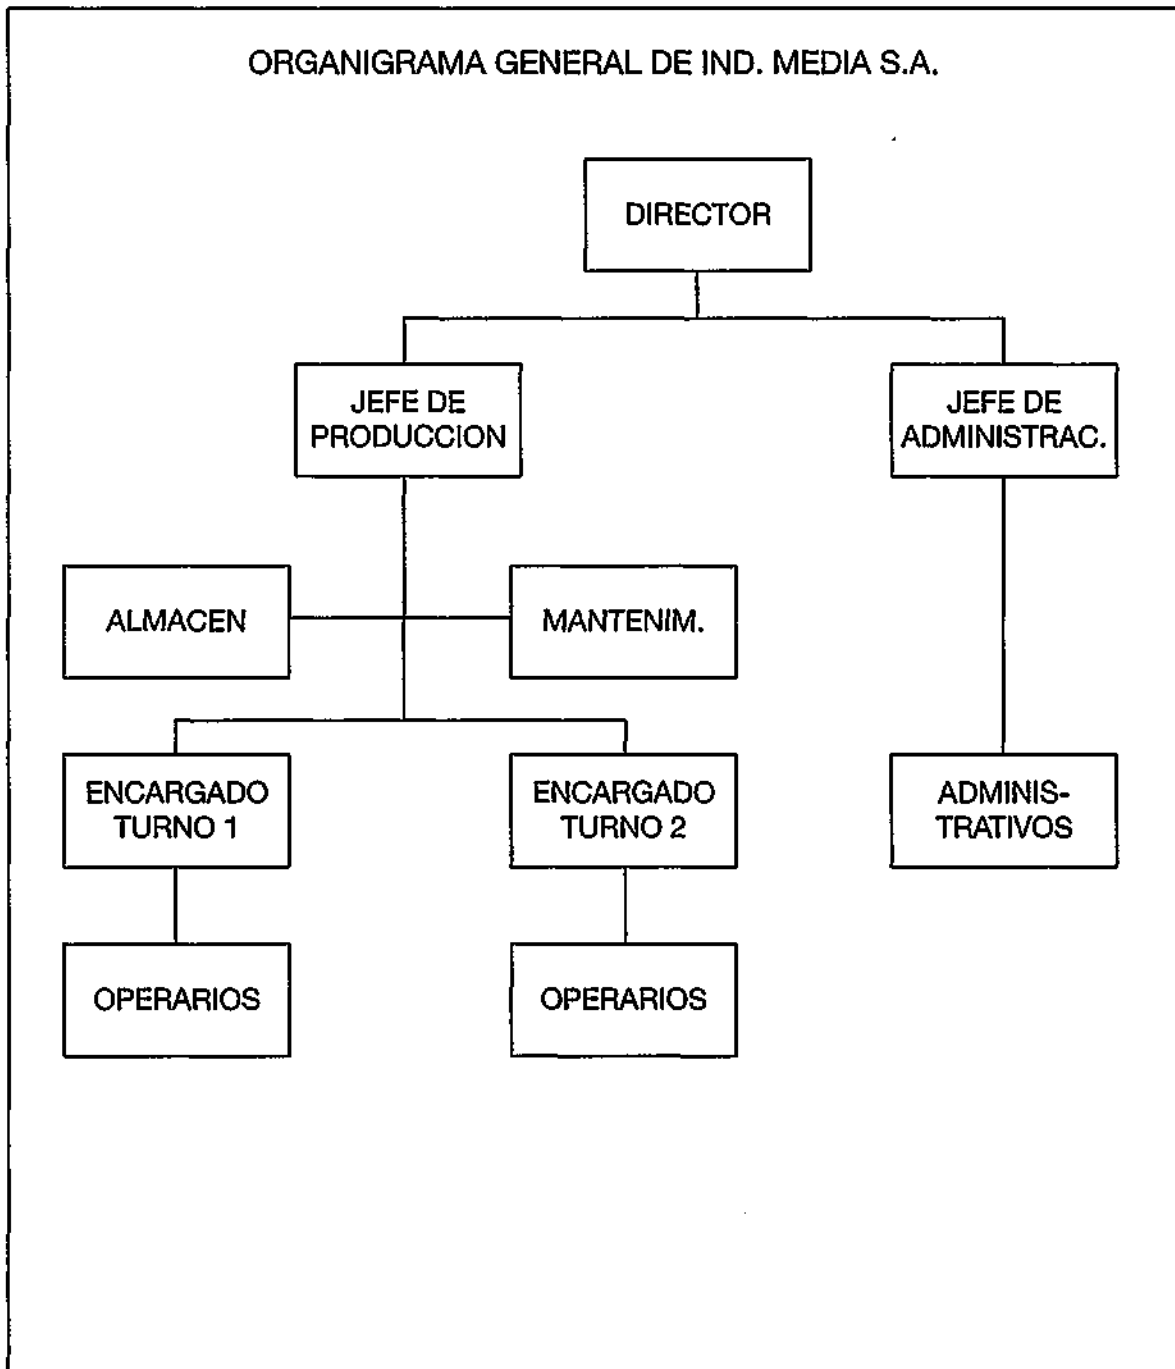 ORGANIGRAMA GENERAL DE IND. MEDIA S.A.
DIRECTOR
JEFE DE
PRODUCCION
JEFE DE
ADMINISTRAC.
ALMACEN
MANTENIM.
ENCARGADO
TURNO 1
ENCARGADO
TURNO 2
ADMINIS-
TRATIVOS
OPERARIOS
OPERARIOS